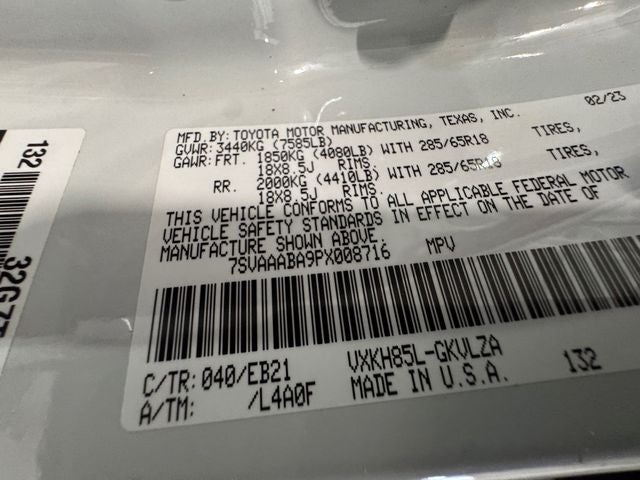 MFD.BY:TOYOTA MOTOR MANUFACTURING, TEXAS, INC. 02/23
GVWR: 3440KG (7585LB)
GAWR:FRT. 1850KG (4080LB) WITH 285/65R18 TIRES,
18X8.5J RIMS.
RR. 2000KG (4410LB) WITH 285/65R18 TIRES,
18X8.5J RIMS.
THIS VEHICLE CONFORMS TO ALL APPLICABLE FEDERAL MOTOR
VEHICLE SAFETY STANDARDS IN EFFECT ON THE DATE OF
MANUFACTURE SHOWN ABOVE.
7SVAAABA9PX008716 MPV
C/TR: 040/EB21 VXKH85L-GKVLZA
A/TM: /L4A0F MADE IN U.S.A. 132
132